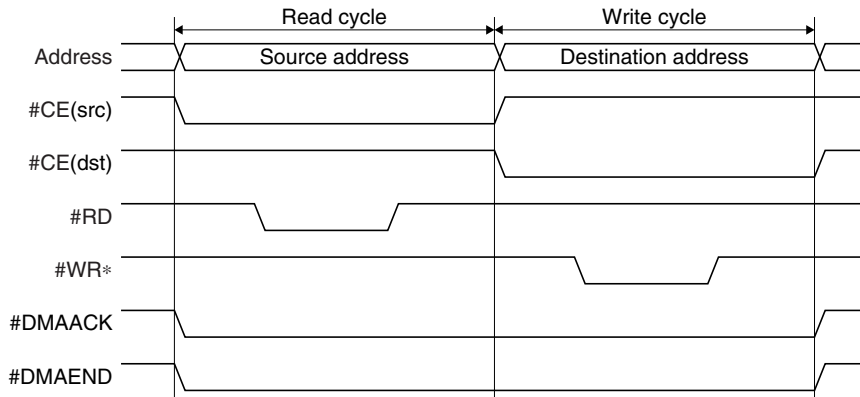 Read cycle Write cycle
Address Source address Destination address
#CE(src)
#CE(dst)
#RD
#WR*
#DMAACK
#DMAEND